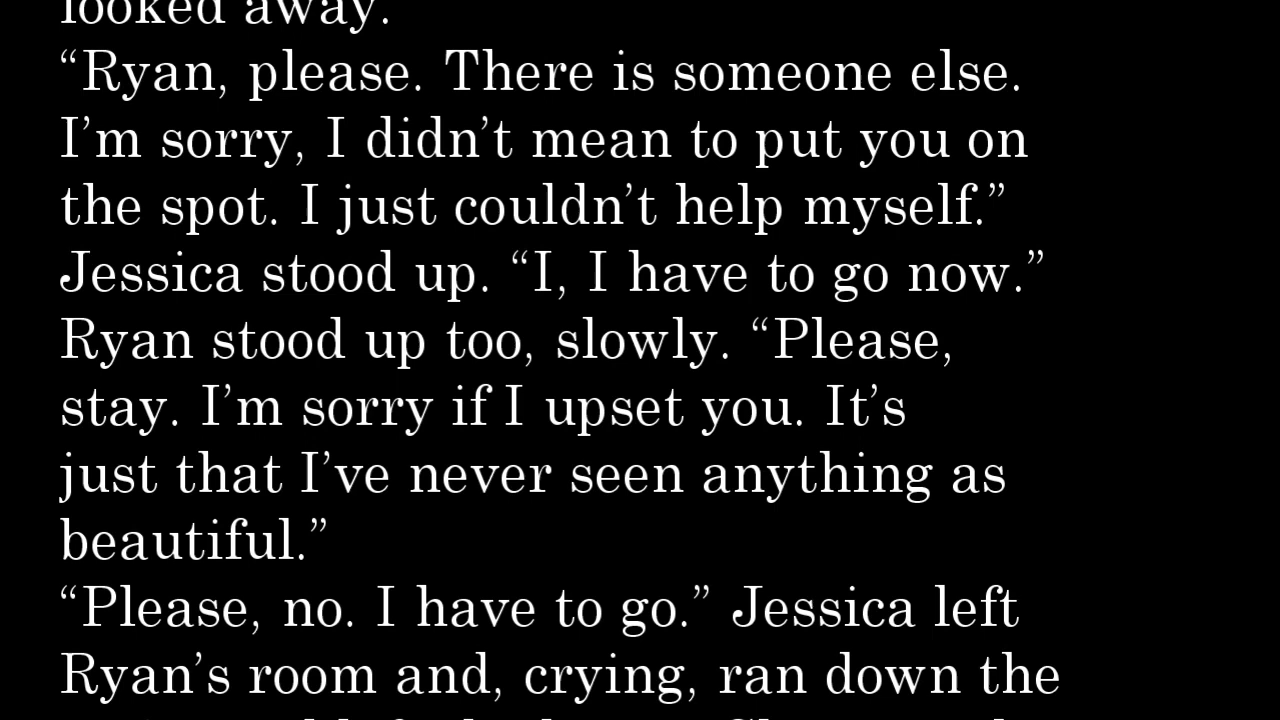 looked away.
“Ryan, please. There is someone else.
I’m sorry, I didn’t mean to put you on
the spot. I just couldn’t help myself.”
Jessica stood up. “I, I have to go now.”
Ryan stood up too, slowly. “Please,
stay. I’m sorry if I upset you. It’s
just that I’ve never seen anything as
beautiful.”
“Please, no. I have to go.” Jessica left
Ryan’s room and, crying, ran down the